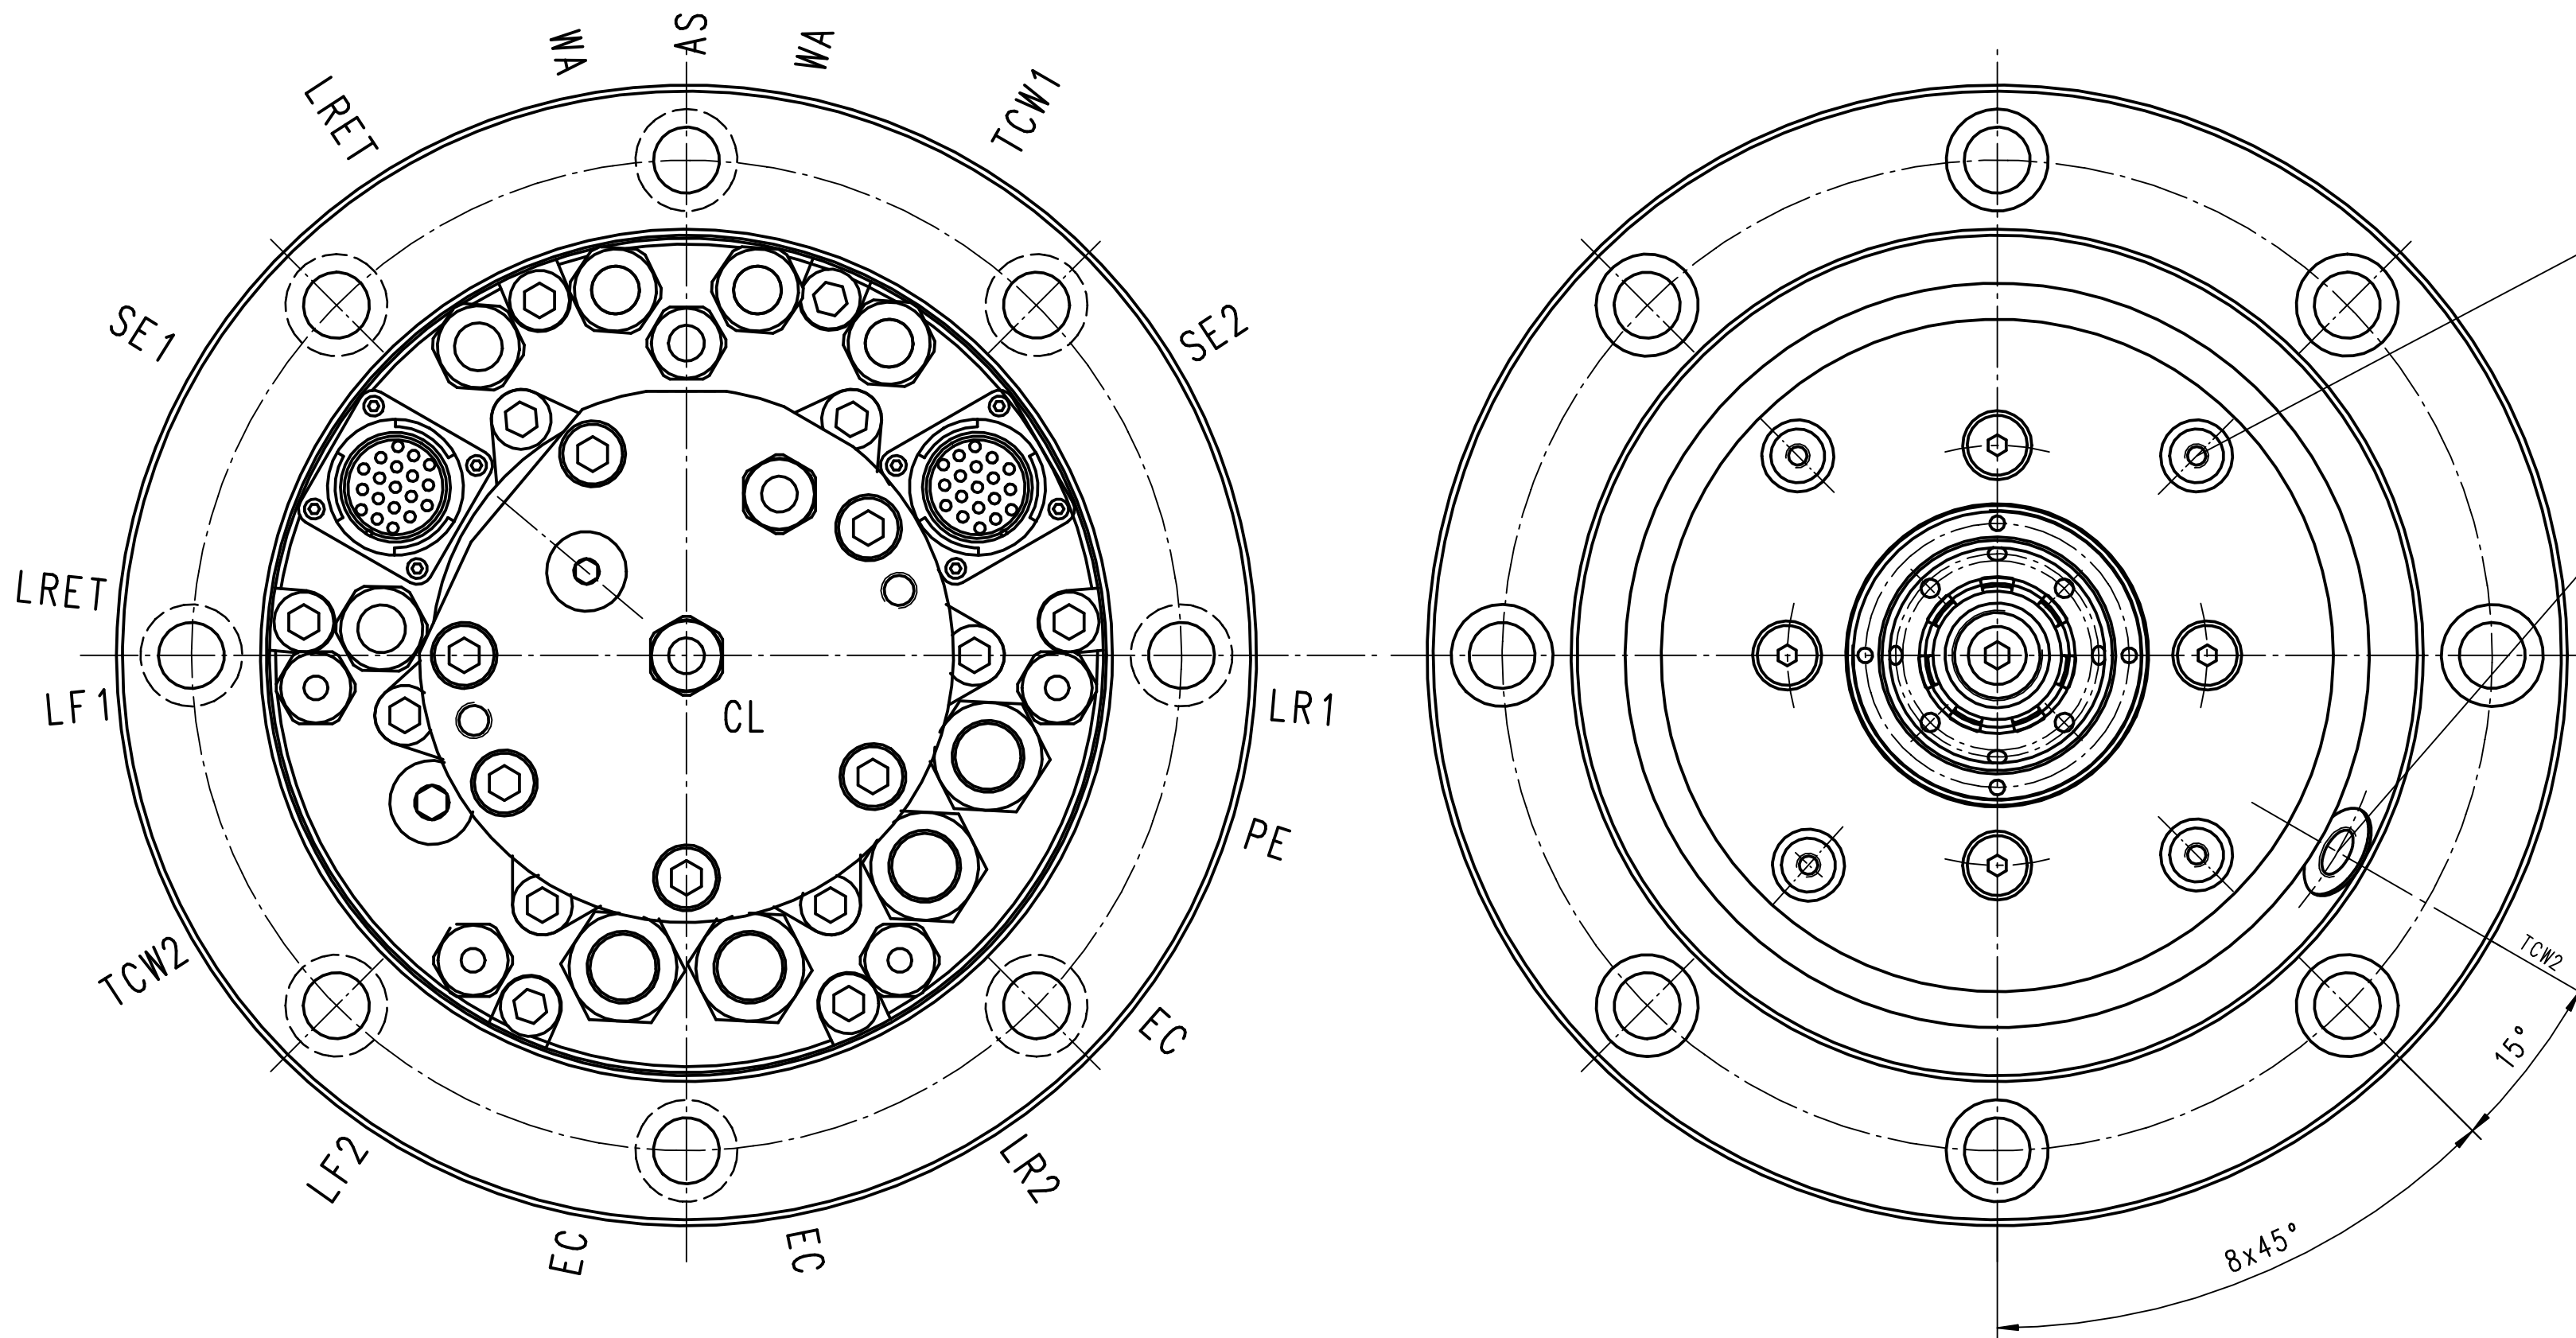 AS
WA
WA
LRET
TCW1
SE1
SE2
LRET
LF1
CL
LR1
PE
TCW2
EC
LF2
LR2
EC
EC
TCW2
15°
8x45°